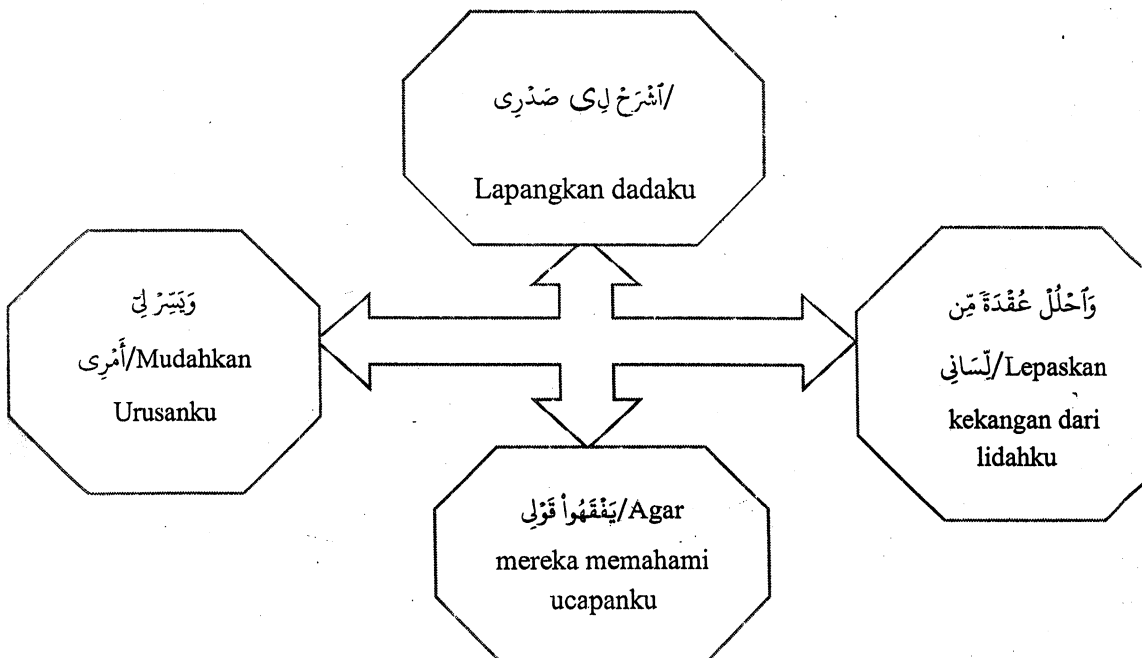 ٱشْرَحْ لِى صَدْرِى/
Lapangkan dadaku
وَيَسِّرْ لِىٓ
أَمْرِى/Mudahkan
Urusanku
وَٱحْلُلْ عُقْدَةً مِّن
لِّسَانِى/Lepaskan
kekangan dari
lidahku
يَفْقَهُوا۟ قَوْلِى/Agar
mereka memahami
ucapanku